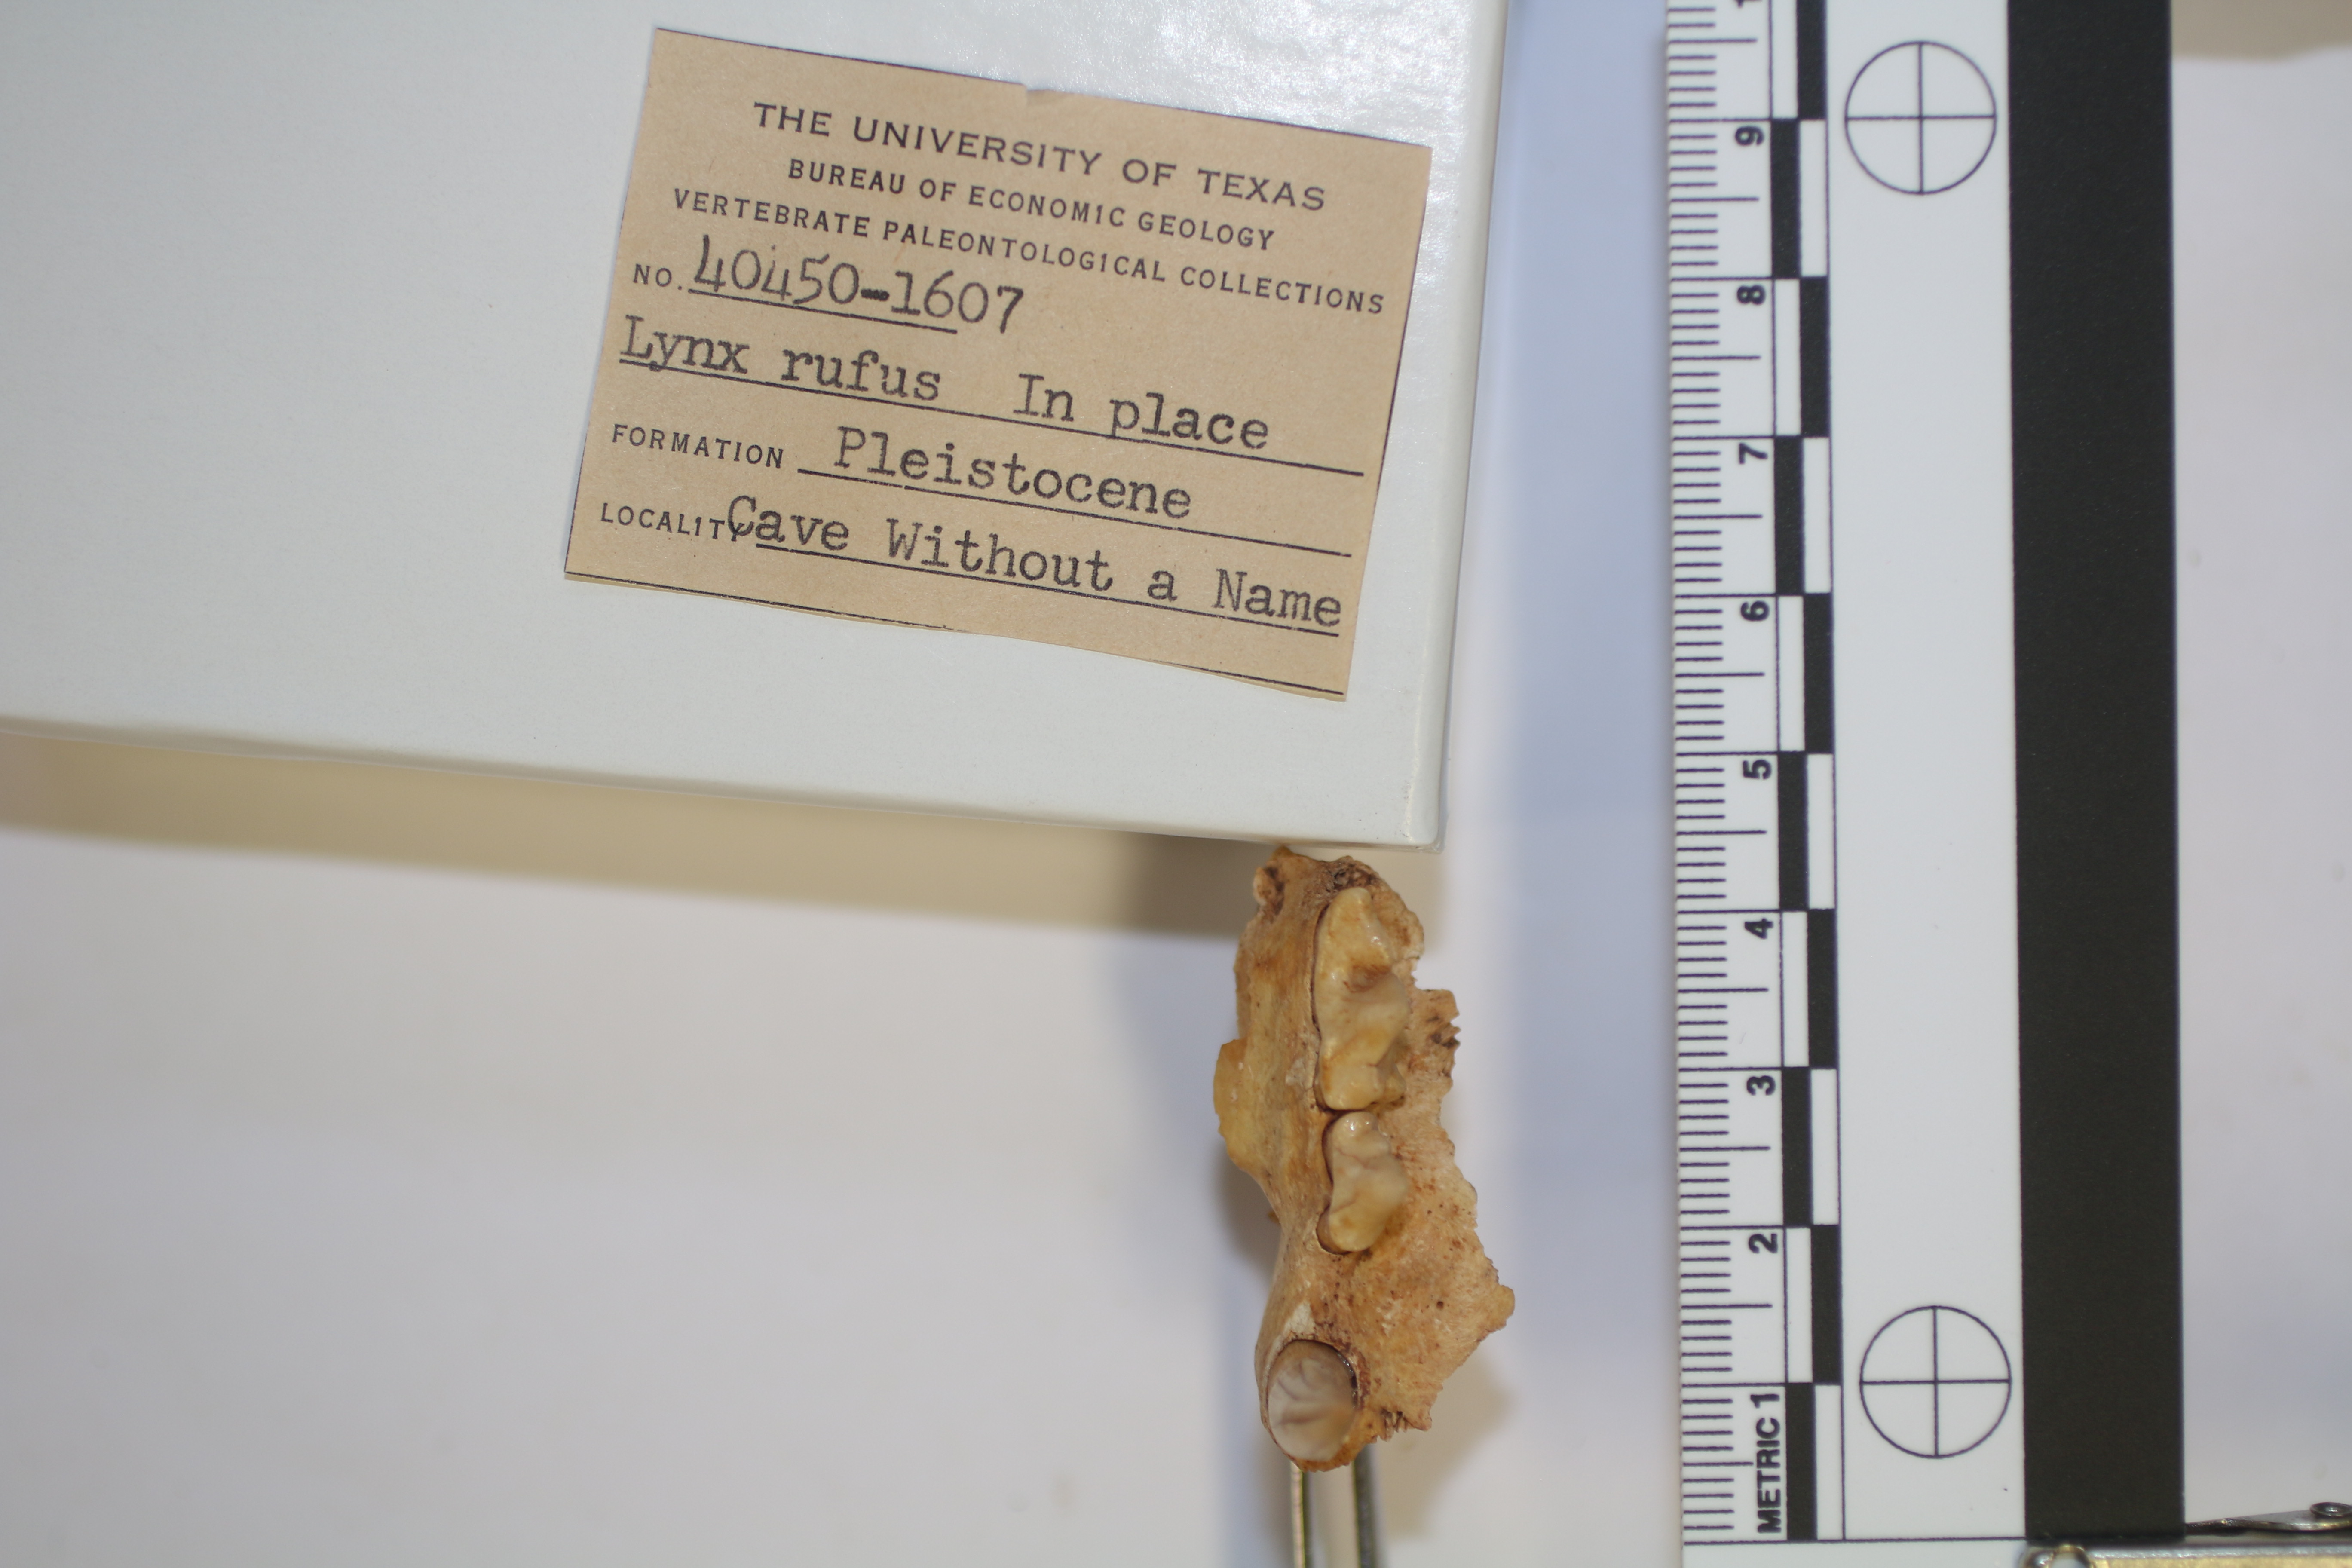 THE UNIVERSITY OF TEXAS
BUREAU OF ECONOMIC GEOLOGY
VERTEBRATE PALEONTOLOGICAL COLLECTIONS
NO. 40450-1607
Lynx rufus In place
FORMATION Pleistocene
LOCALITY Cave Without a Name
9
8
7
6
5
4
3
2
METRIC 1